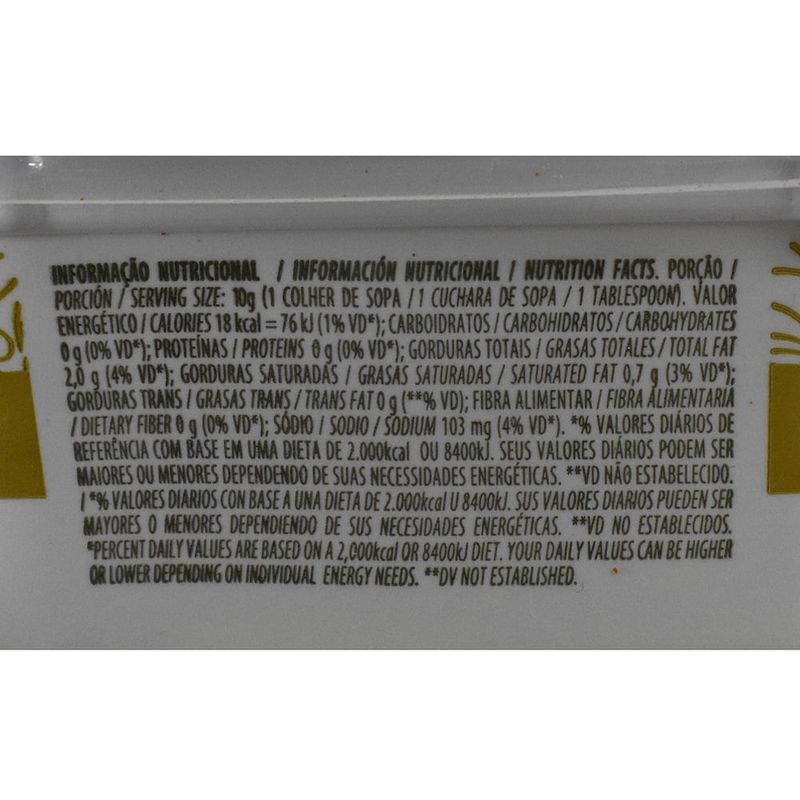 INFORMAÇÃO NUTRICIONAL / INFORMACIÓN NUTRICIONAL / NUTRITION FACTS. PORÇÃO /
PORCIÓN / SERVING SIZE: 10g (1 COLHER DE SOPA / 1 CUCHARA DE SOPA / 1 TABLESPOON). VALOR
ENERGÉTICO / CALORIES 18 kcal = 76 kJ (1% VD*); CARBOIDRATOS / CARBOHIDRATOS / CARBOHYDRATES
0 g (0% VD*); PROTEÍNAS / PROTEINS 0 g (0% VD*); GORDURAS TOTAIS / GRASAS TOTALES / TOTAL FAT
2,0 g (4% VD*); GORDURAS SATURADAS / GRASAS SATURADAS / SATURATED FAT 0,7 g (3% VD*);
GORDURAS TRANS / GRASAS TRANS / TRANS FAT 0 g (**% VD); FIBRA ALIMENTAR / FIBRA ALIMENTARIA
/ DIETARY FIBER 0 g (0% VD*); SÓDIO / SODIO / SODIUM 103 mg (4% VD*). *% VALORES DIÁRIOS DE
REFERÊNCIA COM BASE EM UMA DIETA DE 2.000kcal OU 8400kJ. SEUS VALORES DIÁRIOS PODEM SER
MAIORES OU MENORES DEPENDENDO DE SUAS NECESSIDADES ENERGÉTICAS. **VD NÃO ESTABELECIDO.
/ *% VALORES DIARIOS CON BASE A UNA DIETA DE 2.000kcal U 8400kJ. SUS VALORES DIARIOS PUEDEN SER
MAYORES O MENORES DEPENDIENDO DE SUS NECESIDADES ENERGÉTICAS. **VD NO ESTABLECIDOS.
*PERCENT DAILY VALUES ARE BASED ON A 2,000kcal OR 8400kJ DIET. YOUR DAILY VALUES CAN BE HIGHER
OR LOWER DEPENDING ON INDIVIDUAL ENERGY NEEDS. **DV NOT ESTABLISHED.